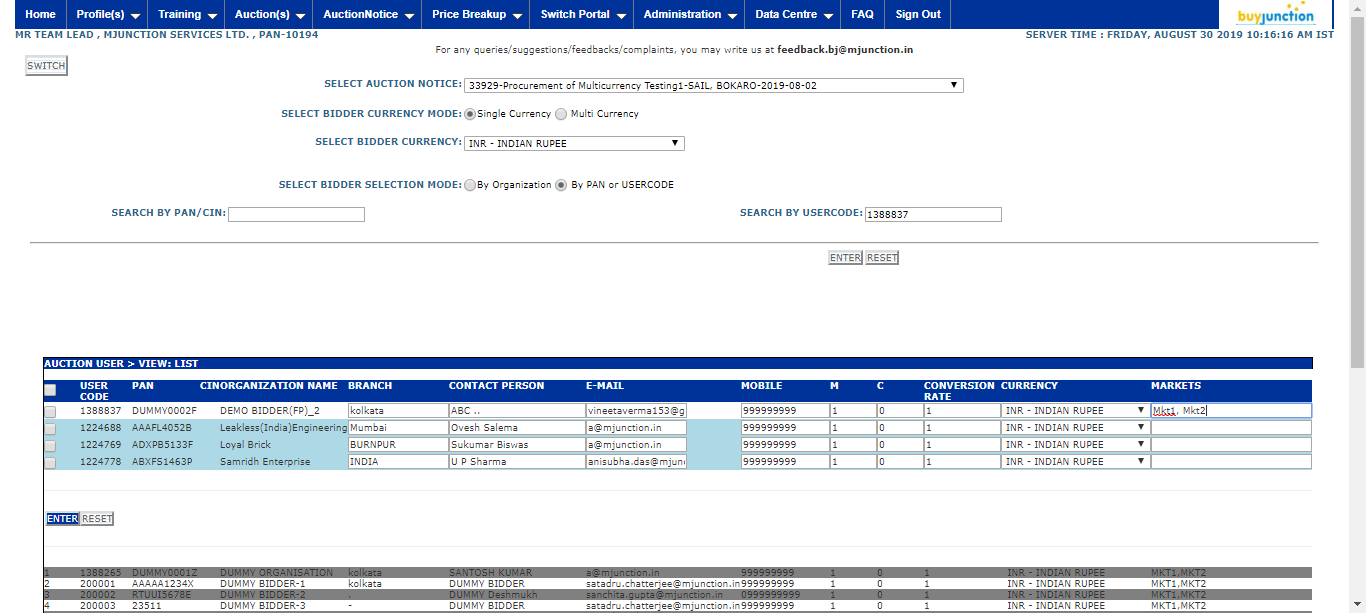 Home Profile(s) Training Auction(s) AuctionNotice Price Breakup Switch Portal Administration Data Centre FAQ Sign Out buyjunction
MR TEAM LEAD , MJUNCTION SERVICES LTD. , PAN-10194 SERVER TIME : FRIDAY, AUGUST 30 2019 10:16:16 AM IST
For any queries/suggestions/feedbacks/complaints, you may write us at feedback.bj@mjunction.in
SWITCH
SELECT AUCTION NOTICE: 33929-Procurement of Multicurrency Testing1-SAIL, BOKARO-2019-08-02
SELECT BIDDER CURRENCY MODE: Single Currency Multi Currency
SELECT BIDDER CURRENCY: INR - INDIAN RUPEE
SELECT BIDDER SELECTION MODE: By Organization By PAN or USERCODE
SEARCH BY PAN/CIN: SEARCH BY USERCODE: 1388837
ENTER RESET
AUCTION USER > VIEW: LIST
USER CODE PAN CINORGANIZATION NAME BRANCH CONTACT PERSON E-MAIL MOBILE M C CONVERSION RATE CURRENCY MARKETS
1388837 DUMMY0002F DEMO BIDDER(FP)_2 kolkata ABC .. vineetaverma153@g 999999999 1 0 1 INR - INDIAN RUPEE Mkt1, Mkt2
1224688 AAAFL4052B Leakless(India)Engineering Mumbai Ovesh Salema a@mjunction.in 999999999 1 0 1 INR - INDIAN RUPEE
1224769 ADXPB5133F Loyal Brick BURNPUR Sukumar Biswas a@mjunction.in 999999999 1 0 1 INR - INDIAN RUPEE
1224778 ABXFS1463P Samridh Enterprise INDIA U P Sharma anisubha.das@mjun 999999999 1 0 1 INR - INDIAN RUPEE
ENTER RESET
1 1388265 DUMMY0001Z DUMMY ORGANISATION kolkata SANTOSH KUMAR a@mjunction.in 999999999 1 0 1 INR - INDIAN RUPEE MKT1,MKT2
2 200001 AAAAA1234X DUMMY BIDDER-1 kolkata DUMMY BIDDER satadru.chatterjee@mjunction.in 999999999 1 0 1 INR - INDIAN RUPEE MKT1,MKT2
3 200002 RTUUI5678E DUMMY BIDDER-2 . DUMMY Deshmukh sanchita.gupta@mjunction.in 0999999999 1 0 1 INR - INDIAN RUPEE MKT1,MKT2
4 200003 23511 DUMMY BIDDER-3 - DUMMY BIDDER satadru.chatterjee@mjunction.in 999999999 1 0 1 INR - INDIAN RUPEE MKT1,MKT2